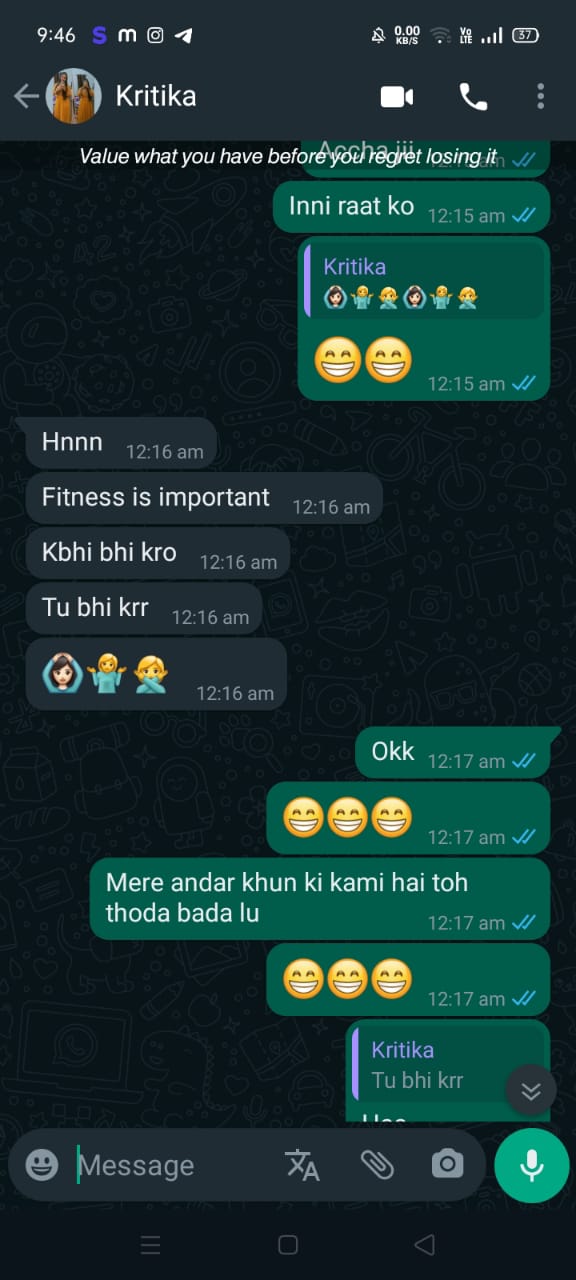 9:46
S m
0.00
KB/S
Vo
LTE
37
Kritika
Accha jii
Value what you have before you regret losing it
Inni raat ko 12:15 am
Kritika
🙆🏻‍♀️🤷‍♀️🙅‍♀️🙆🏻‍♀️🤷‍♀️🙅‍♀️
😁😁 12:15 am
Hnnn 12:16 am
Fitness is important 12:16 am
Kbhi bhi kro 12:16 am
Tu bhi krr 12:16 am
🙆🏻‍♀️🤷‍♀️🙅‍♀️ 12:16 am
Okk 12:17 am
😁😁😁 12:17 am
Mere andar khun ki kami hai toh
thoda bada lu 12:17 am
😁😁😁 12:17 am
Kritika
Tu bhi krr
Message